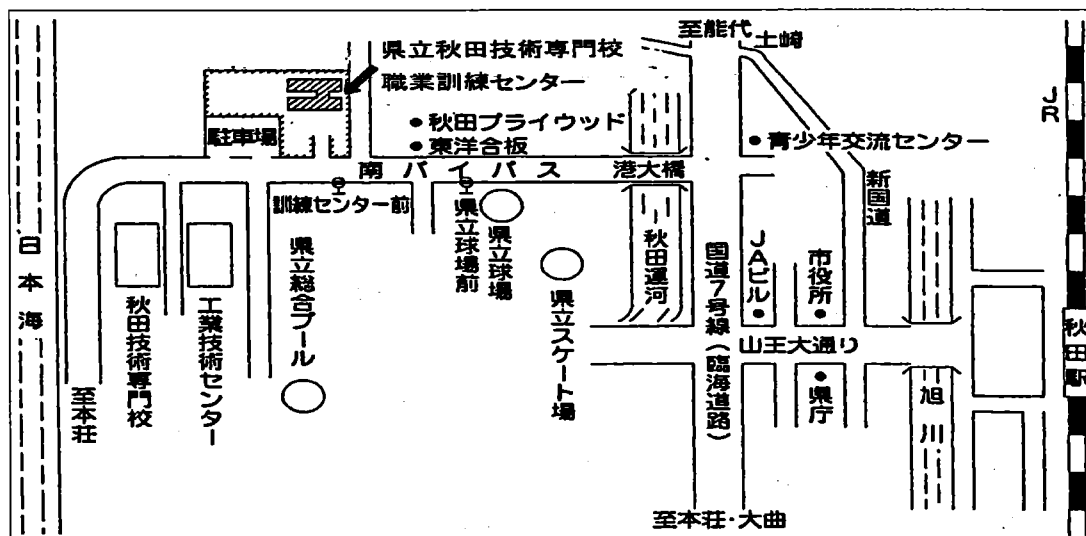 至能代
土崎
県立秋田技術専門校
職業訓練センター
JR
駐車場
秋田プライウッド
東洋合板
青少年交流センター
南バイパス
港大橋
新国道
訓練センター前
県立球場前
県立球場
秋田運河
国道7号線(臨海道路)
JAビル
市役所
日本海
県立総合プール
県立スケート場
山王大通り
秋田駅
秋田技術専門校
工業技術センター
県庁
旭川
至本荘
至本荘・大曲